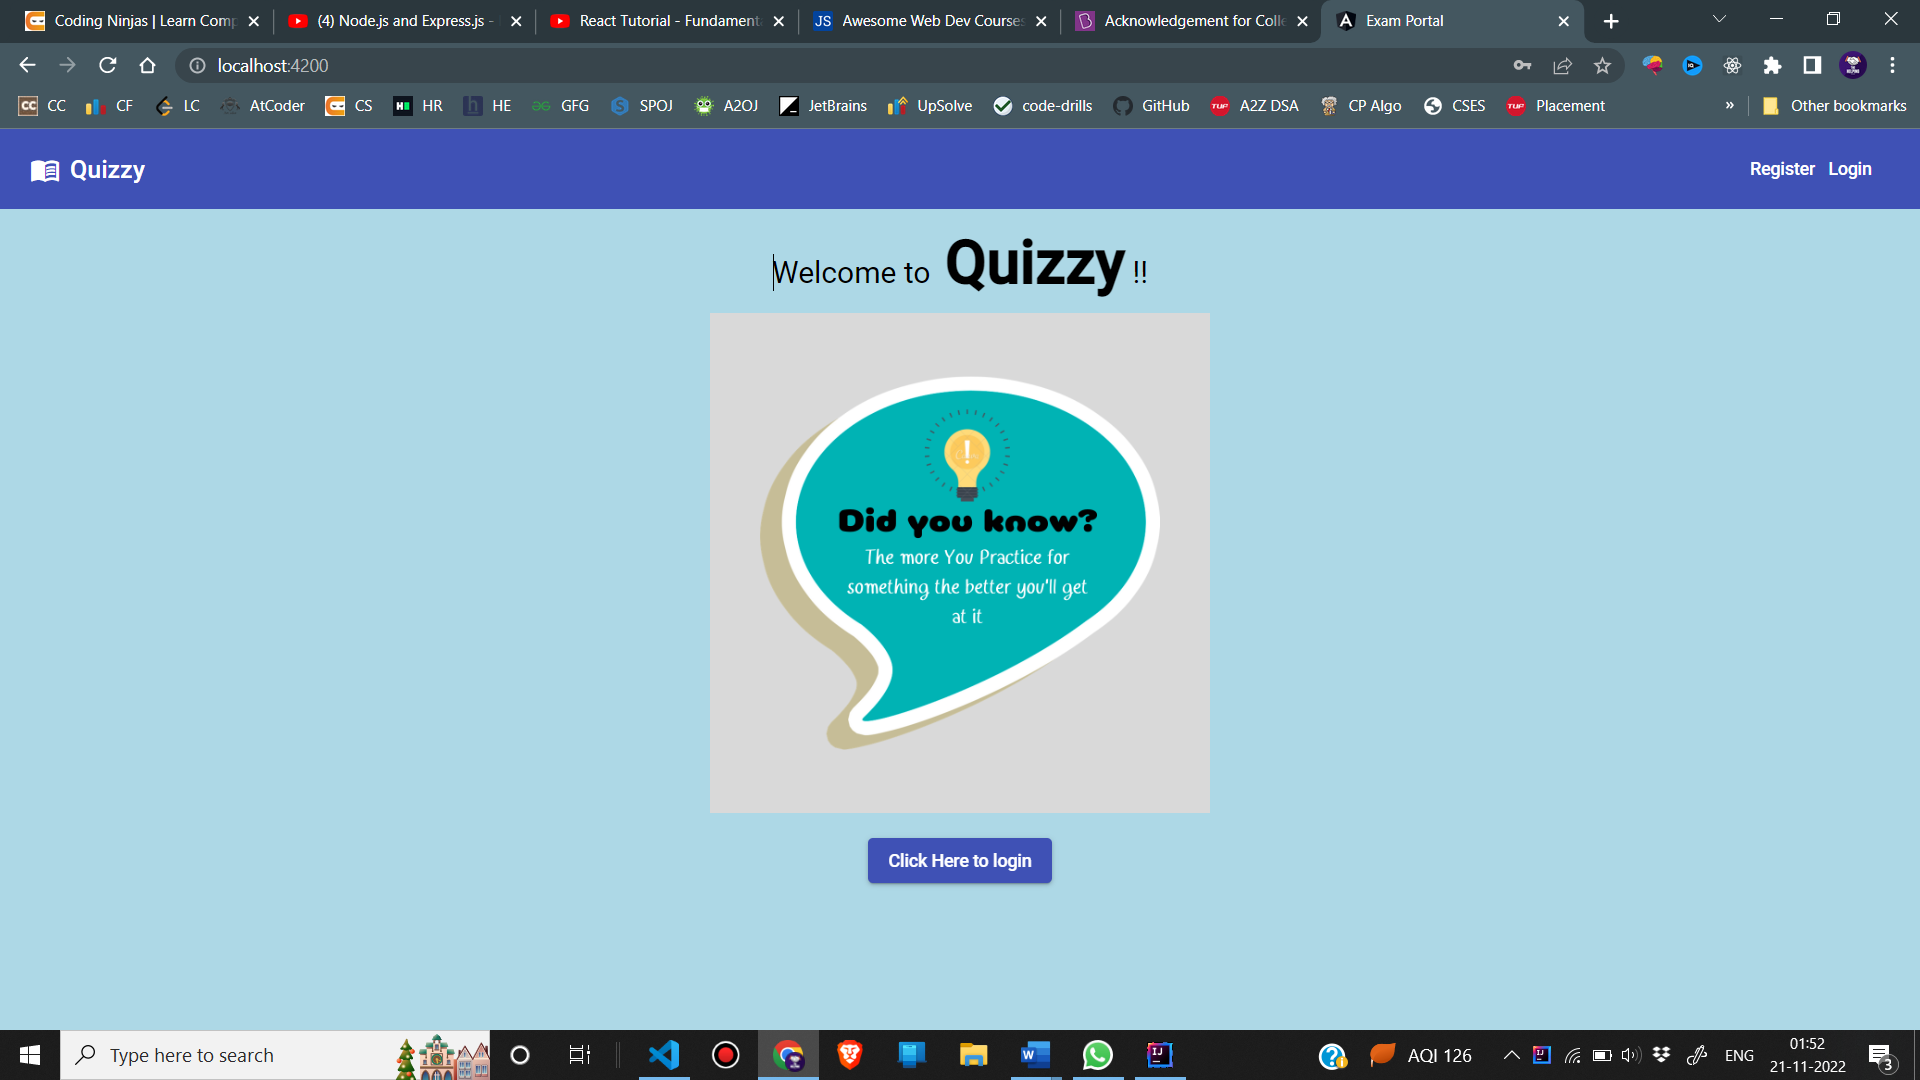 Coding Ninjas | Learn Comp
(4) Node.js and Express.js -
React Tutorial - Fundament
Awesome Web Dev Courses
Acknowledgement for Colle
Exam Portal
localhost:4200
CC CF LC AtCoder CS HR HE GFG SPOJ A2OJ JetBrains UpSolve code-drills GitHub A2Z DSA CP Algo CSES Placement » Other bookmarks
Quizzy
Register Login
Welcome to Quizzy !!
Did you know?
The more You Practice for
something the better you'll get
at it
Click Here to login
Type here to search
AQI 126
ENG
01:52
21-11-2022
3